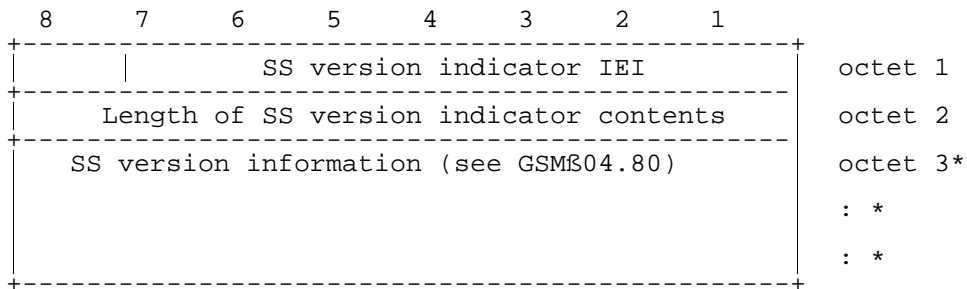 8 7 6 5 4 3 2 1
+-----------------------------------------------+
| | SS version indicator IEI | octet 1
+------------------------------------------------
| Length of SS version indicator contents | octet 2
+------------------------------------------------
| SS version information (see GSMß04.80) | octet 3*
| | : *
| | : *
+-----------------------------------------------+